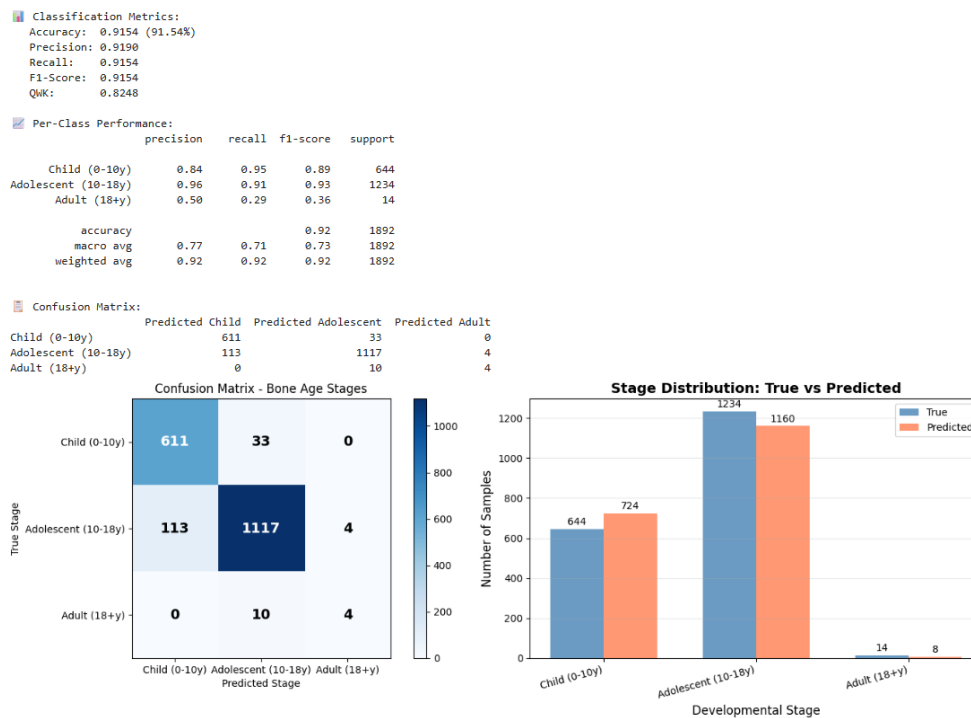 📊 Classification Metrics:
Accuracy: 0.9154 (91.54%)
Precision: 0.9190
Recall: 0.9154
F1-Score: 0.9154
QWK: 0.8248
📈 Per-Class Performance:
precision recall f1-score support
Child (0-10y) 0.84 0.95 0.89 644
Adolescent (10-18y) 0.96 0.91 0.93 1234
Adult (18+y) 0.50 0.29 0.36 14
accuracy 0.92 1892
macro avg 0.77 0.71 0.73 1892
weighted avg 0.92 0.92 0.92 1892
📋 Confusion Matrix:
Predicted Child Predicted Adolescent Predicted Adult
Child (0-10y) 611 33 0
Adolescent (10-18y) 113 1117 4
Adult (18+y) 0 10 4
Confusion Matrix - Bone Age Stages
True Stage
Child (0-10y) 611 33 0
Adolescent (10-18y) 113 1117 4
Adult (18+y) 0 10 4
Child (0-10y) Adolescent (10-18y) Adult (18+y)
Predicted Stage
1000
800
600
400
200
0
Stage Distribution: True vs Predicted
True
Predicted
Number of Samples
1200
1000
800
600
400
200
0
644 724
1234 1160
14 8
Child (0-10y) Adolescent (10-18y) Adult (18+y)
Developmental Stage